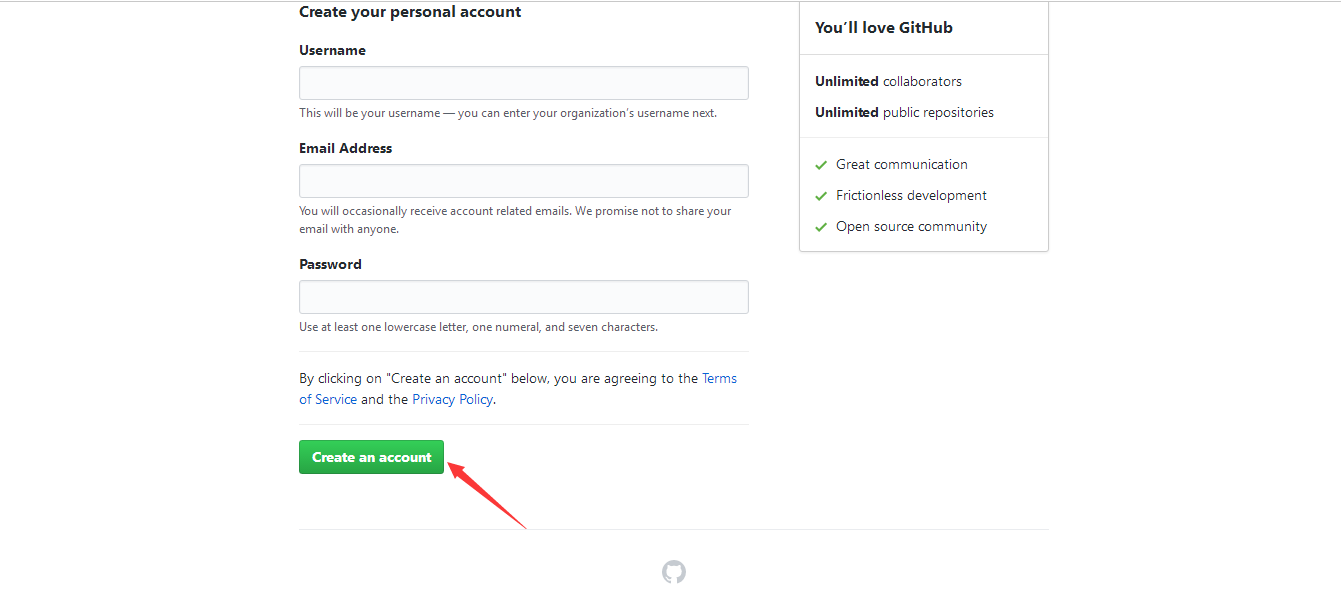 Create your personal account
Username
This will be your username — you can enter your organization's username next.
Email Address
You will occasionally receive account related emails. We promise not to share your
email with anyone.
Password
Use at least one lowercase letter, one numeral, and seven characters.
By clicking on "Create an account" below, you are agreeing to the Terms
of Service and the Privacy Policy.
Create an account
You'll love GitHub
Unlimited collaborators
Unlimited public repositories
Great communication
Frictionless development
Open source community